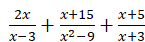 2x/(x−3) ÷ (x+15)/(x²−9) + (x+5)/(x+3)